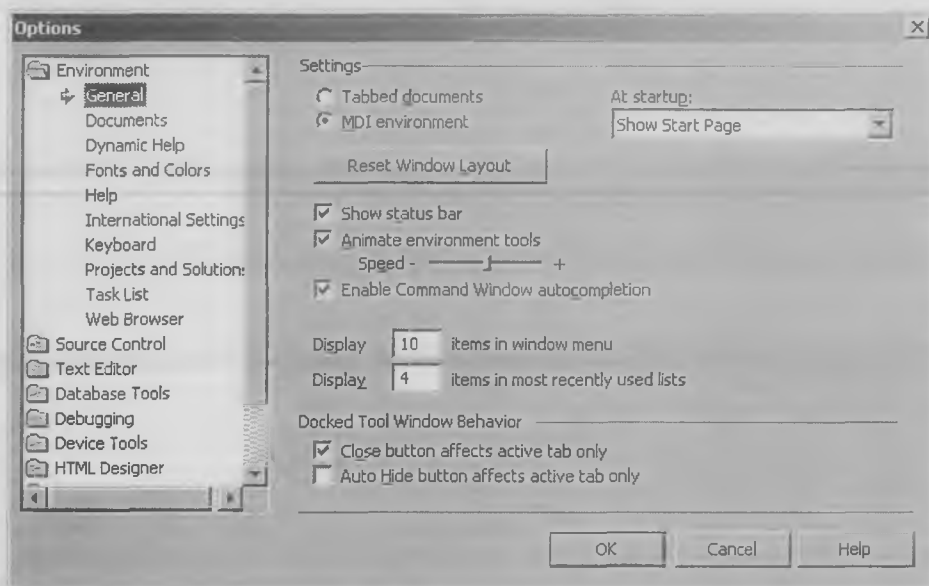 Options
Environment
General
Documents
Dynamic Help
Fonts and Colors
Help
International Settings
Keyboard
Projects and Solution
Task List
Web Browser
Source Control
Text Editor
Database Tools
Debugging
Device Tools
HTML Designer
Settings
Tabbed documents
MDI environment
At startup:
Show Start Page
Reset Window Layout
Show status bar
Animate environment tools
Speed - +
Enable Command Window autocompletion
Display 10 items in window menu
Display 4 items in most recently used lists
Docked Tool Window Behavior
Close button affects active tab only
Auto Hide button affects active tab only
OK Cancel Help